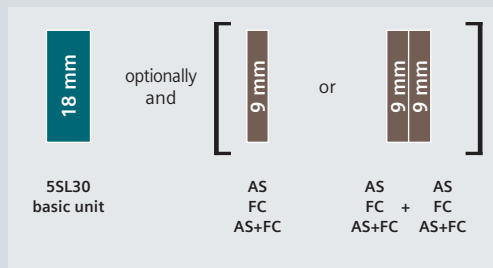 18 mm
optionally
and
9 mm
or
9 mm
9 mm
5SL30
basic unit
AS
FC
AS+FC
AS AS
FC + FC
AS+FC AS+FC